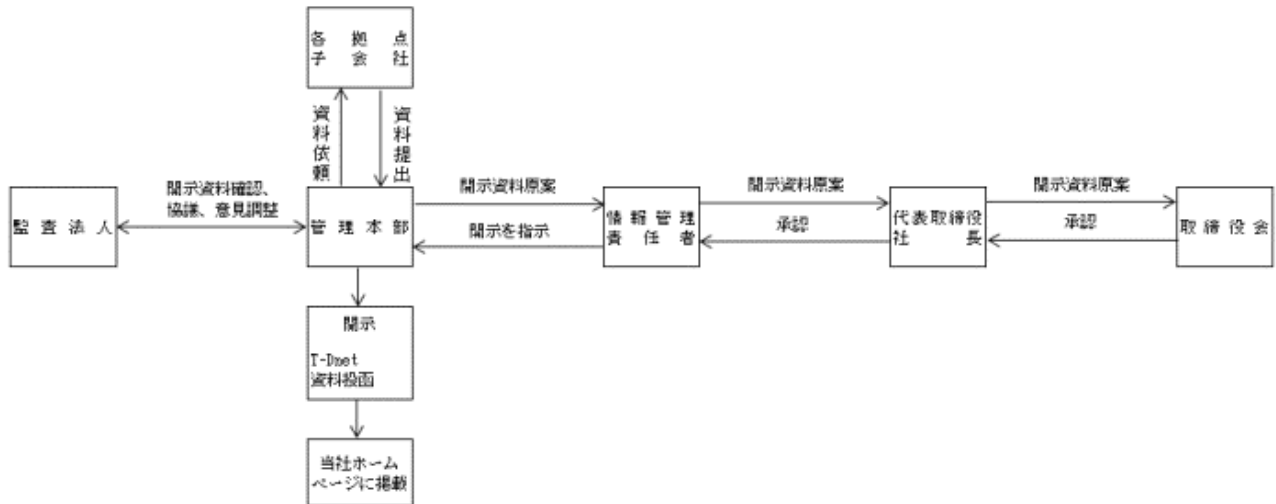 各拠点
子会社
資料依頼
資料提出
開示資料確認、
協議、意見調整
開示資料原案
開示資料原案
開示資料原案
監査法人
管理本部
開示を指示
情報管理
責任者
承認
代表取締役
社長
承認
取締役会
開示
T-Dnet
資料投函
当社ホーム
ページに掲載